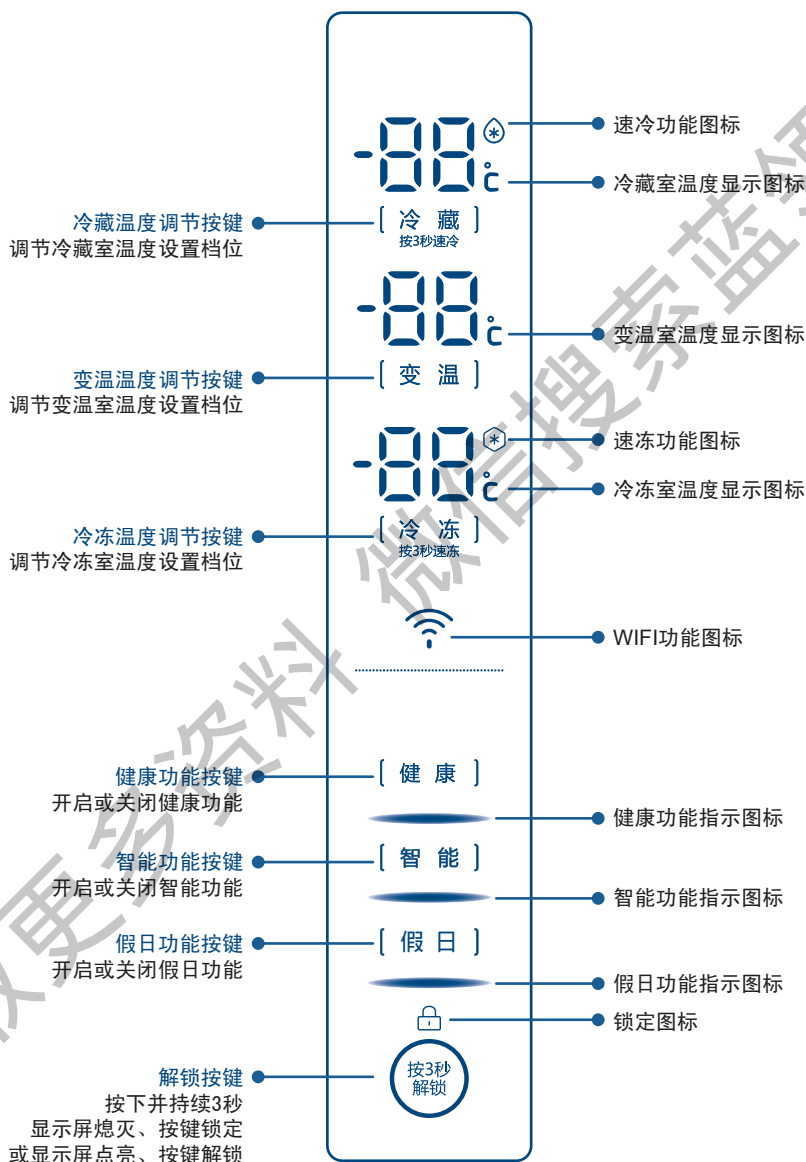 -88
速冷功能图标
℃
冷藏室温度显示图标
冷藏温度调节按键
调节冷藏室温度设置档位
[ 冷 藏 ]
按3秒速冷
-88
℃
变温室温度显示图标
变温温度调节按键
调节变温室温度设置档位
[ 变 温 ]
-88
速冻功能图标
℃
冷冻室温度显示图标
冷冻温度调节按键
调节冷冻室温度设置档位
[ 冷 冻 ]
按3秒速冻
WIFI功能图标
健康功能按键
开启或关闭健康功能
[ 健 康 ]
健康功能指示图标
智能功能按键
开启或关闭智能功能
[ 智 能 ]
智能功能指示图标
假日功能按键
开启或关闭假日功能
[ 假 日 ]
假日功能指示图标
锁定图标
解锁按键
按下并持续3秒
显示屏熄灭、按键锁定
或显示屏点亮、按键解锁
按3秒
解锁
更多资料 微信搜索蓝